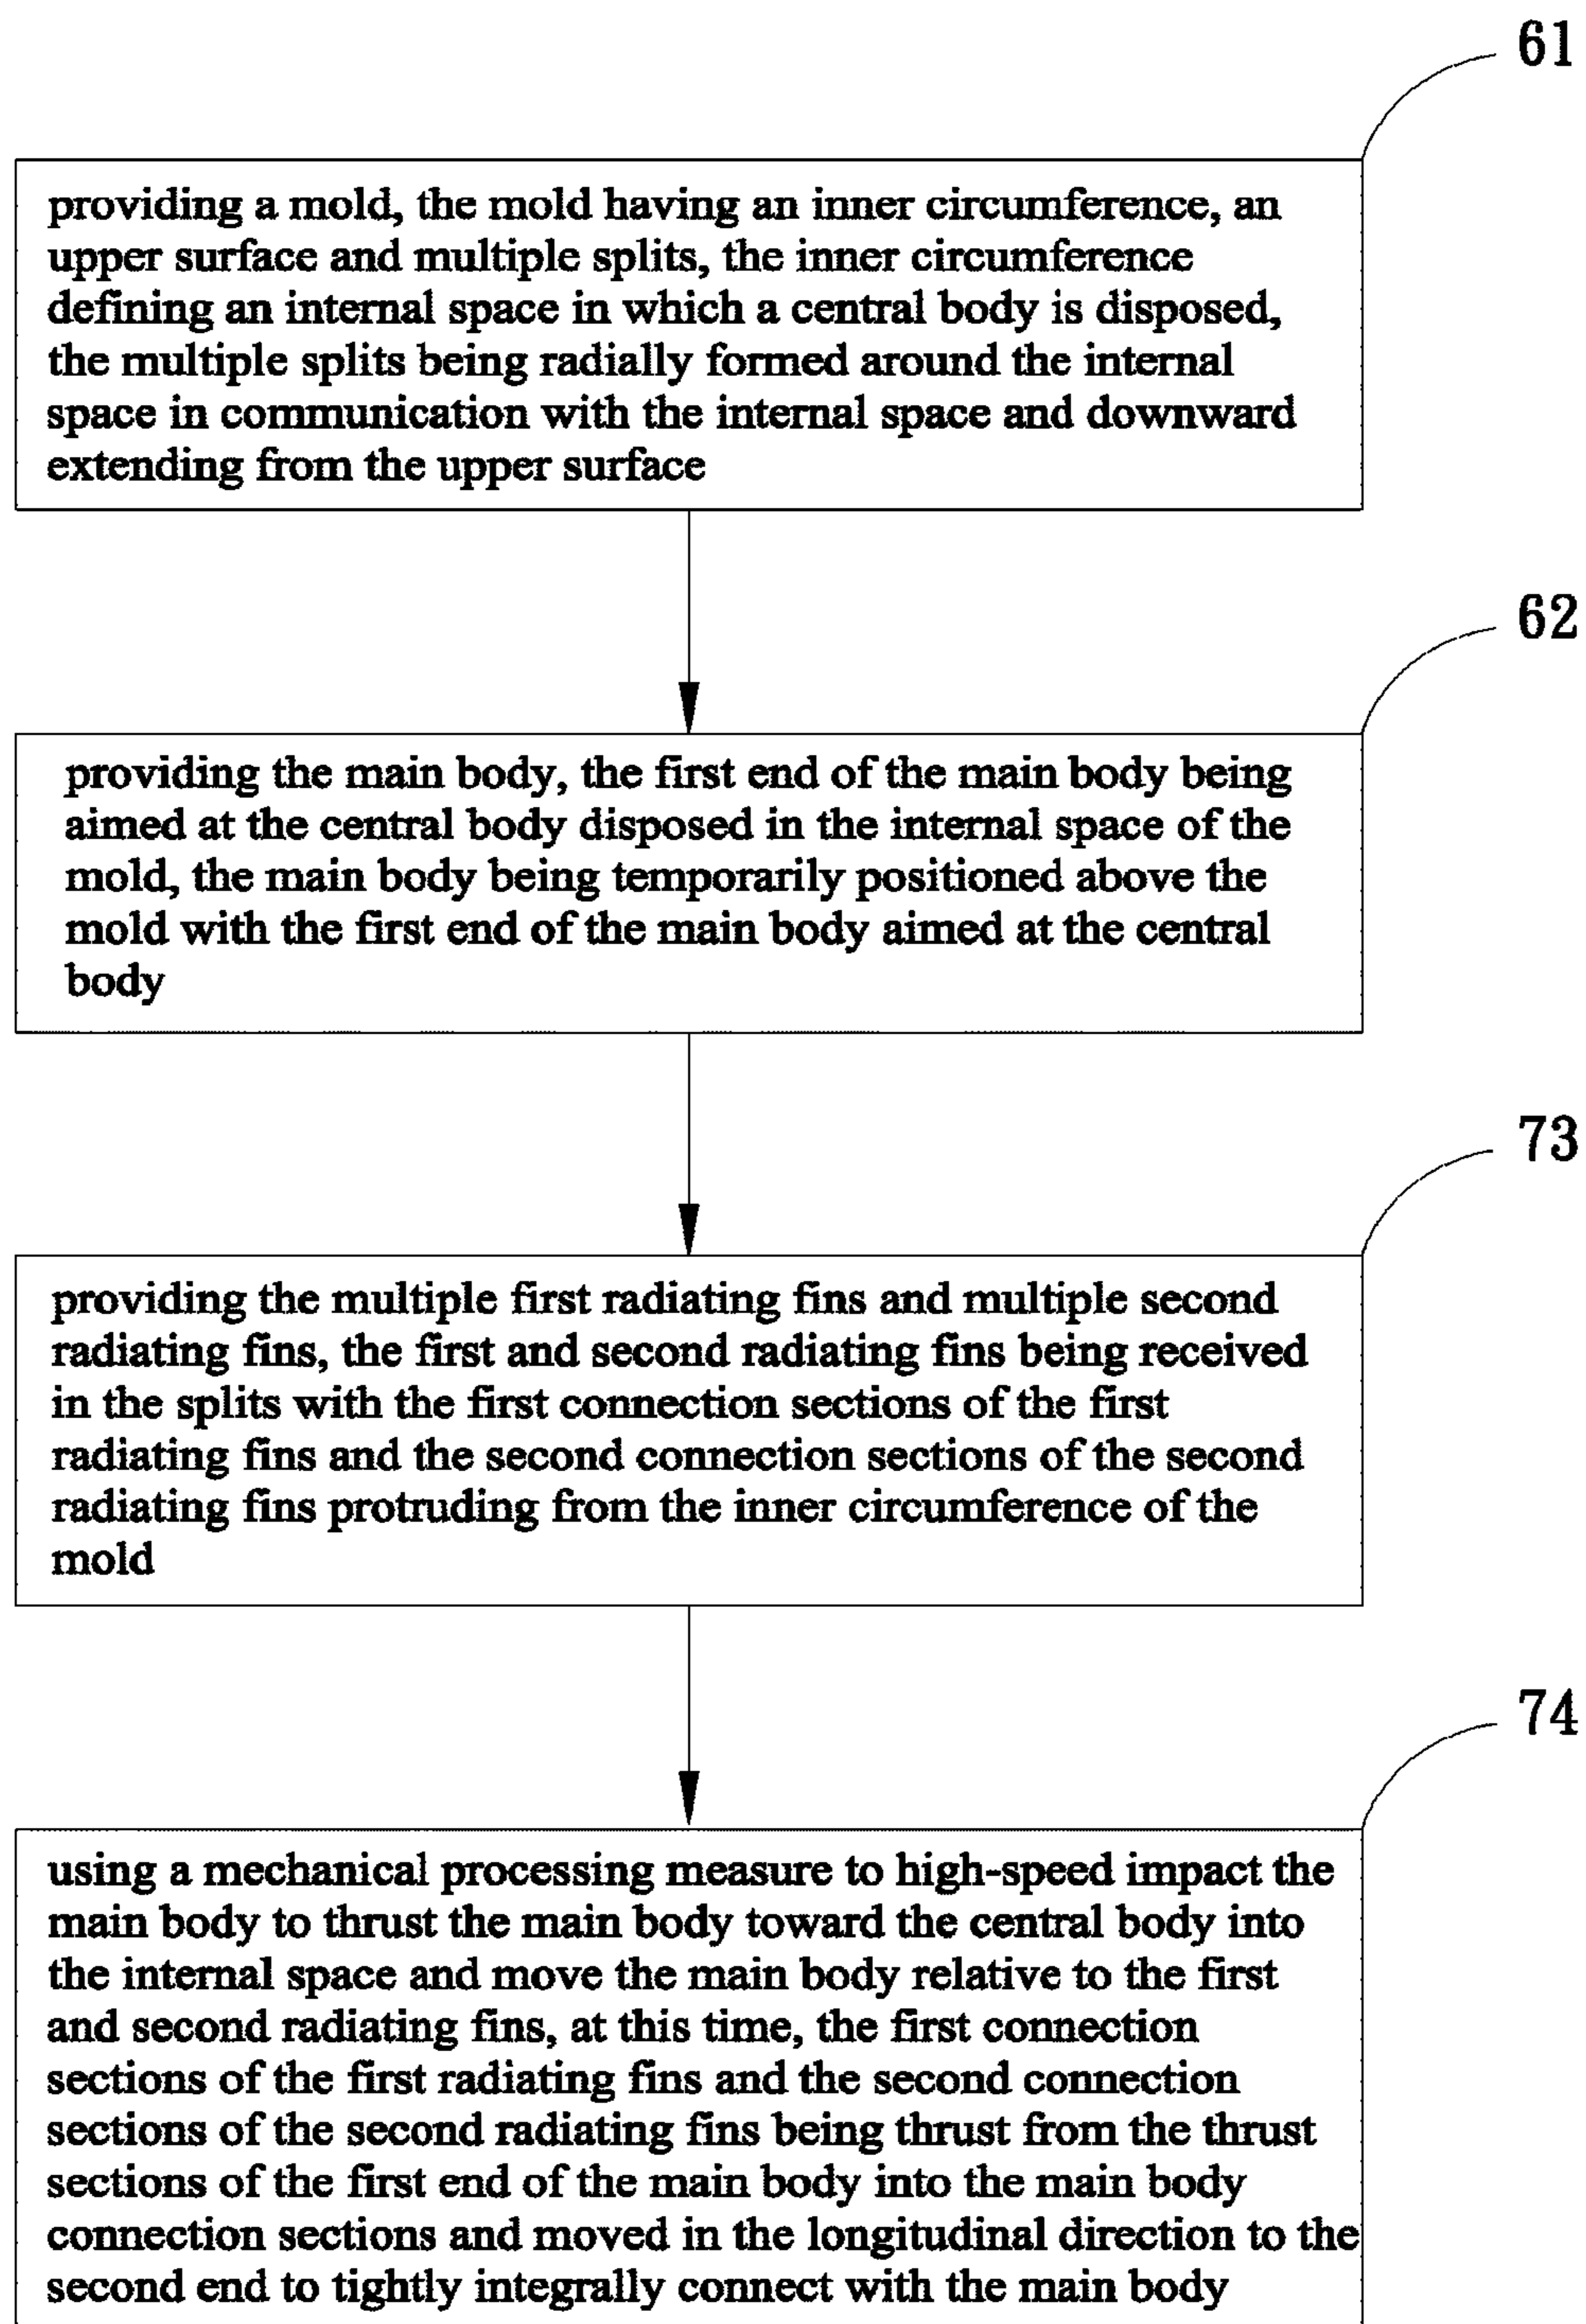 61
providing a mold, the mold having an inner circumference, an
upper surface and multiple splits, the inner circumference
defining an internal space in which a central body is disposed,
the multiple splits being radially formed around the internal
space in communication with the internal space and downward
extending from the upper surface
62
providing the main body, the first end of the main body being
aimed at the central body disposed in the internal space of the
mold, the main body being temporarily positioned above the
mold with the first end of the main body aimed at the central
body
73
providing the multiple first radiating fins and multiple second
radiating fins, the first and second radiating fins being received
in the splits with the first connection sections of the first
radiating fins and the second connection sections of the second
radiating fins protruding from the inner circumference of the
mold
74
using a mechanical processing measure to high-speed impact the
main body to thrust the main body toward the central body into
the internal space and move the main body relative to the first
and second radiating fins, at this time, the first connection
sections of the first radiating fins and the second connection
sections of the second radiating fins being thrust from the thrust
sections of the first end of the main body into the main body
connection sections and moved in the longitudinal direction to the
second end to tightly integrally connect with the main body